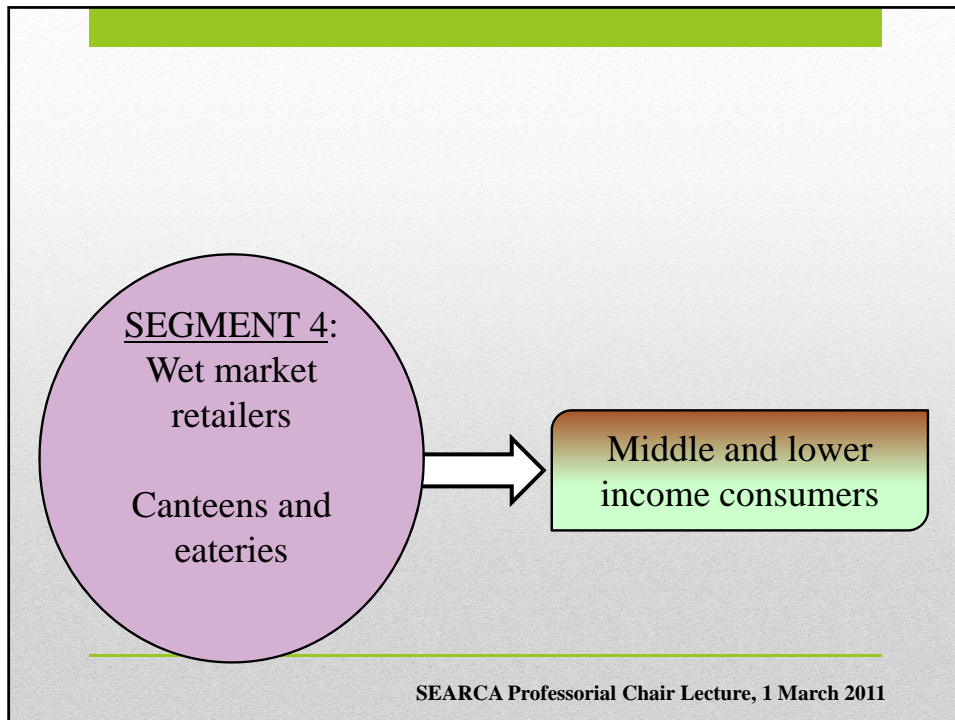 SEGMENT 4:
Wet market
retailers
Canteens and
eateries
Middle and lower
income consumers
SEARCA Professorial Chair Lecture, 1 March 2011